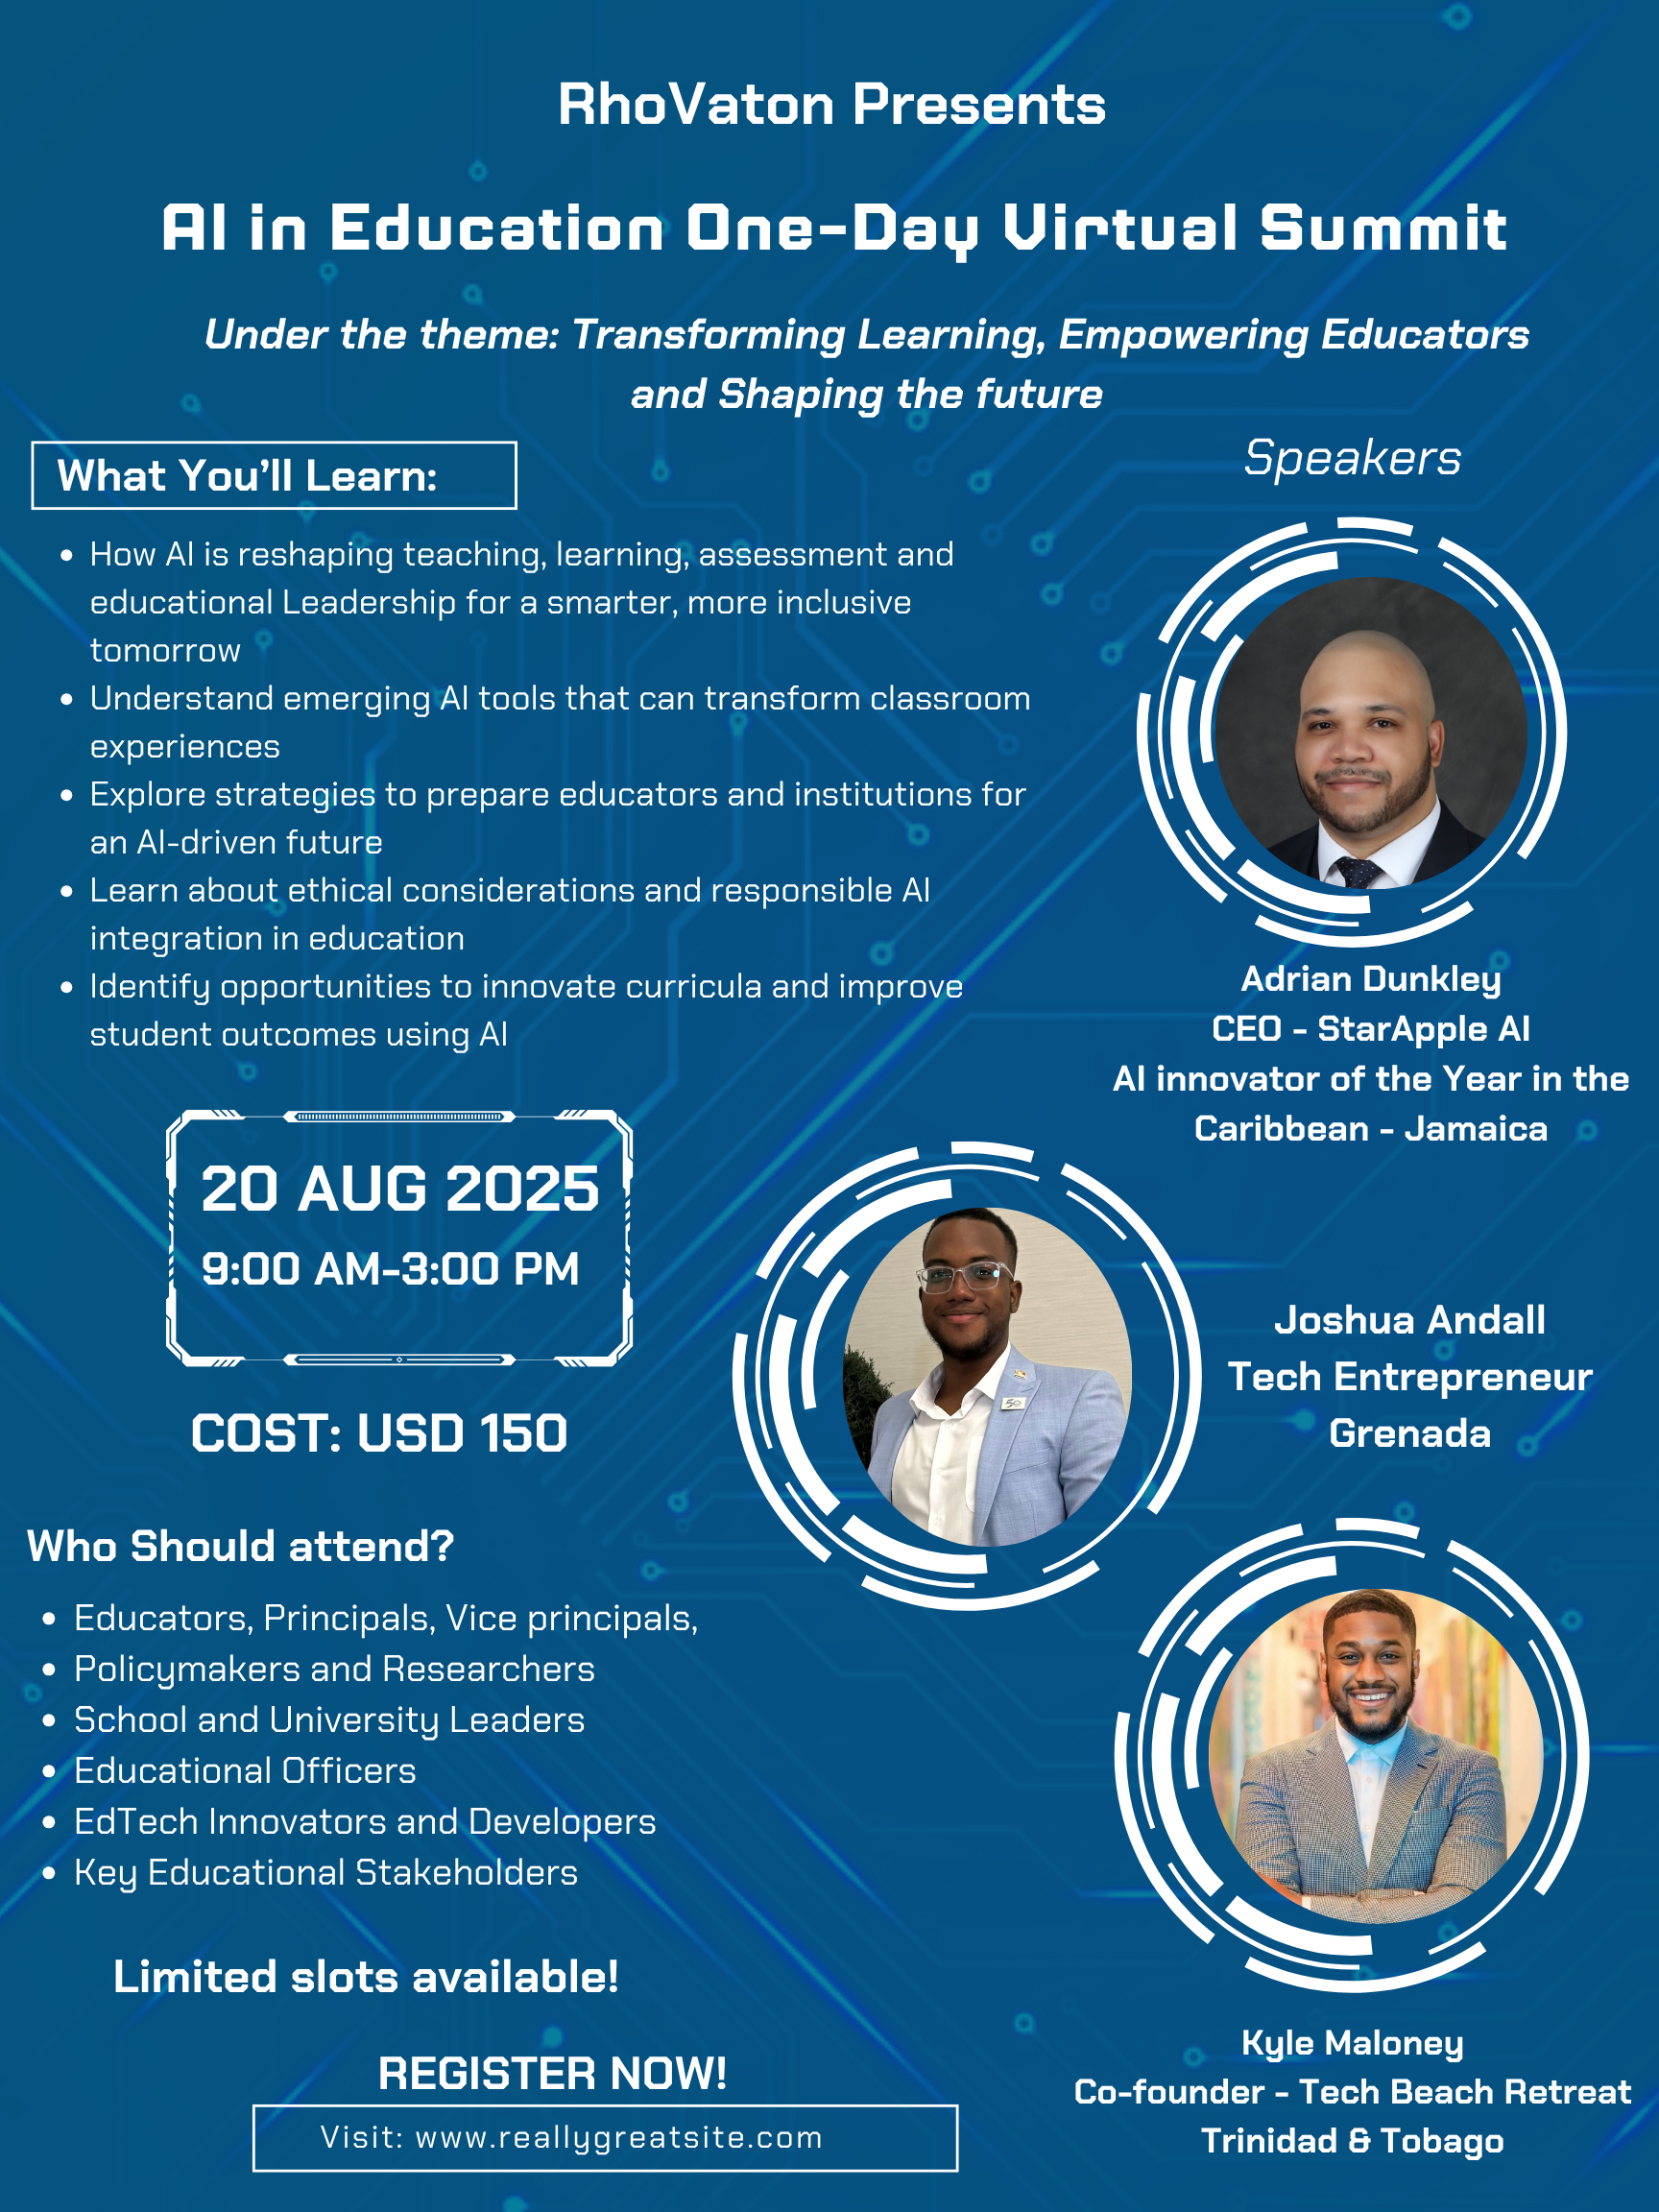 RhoVaton Presents
AI in Education One-Day Virtual Summit
Under the theme: Transforming Learning, Empowering Educators
and Shaping the future
What You'll Learn:
• How AI is reshaping teaching, learning, assessment and
educational Leadership for a smarter, more inclusive
tomorrow
• Understand emerging AI tools that can transform classroom
experiences
• Explore strategies to prepare educators and institutions for
an AI-driven future
• Learn about ethical considerations and responsible AI
integration in education
• Identify opportunities to innovate curricula and improve
student outcomes using AI
20 AUG 2025
9:00 AM-3:00 PM
COST: USD 150
Who Should attend?
• Educators, Principals, Vice principals,
• Policymakers and Researchers
• School and University Leaders
• Educational Officers
• EdTech Innovators and Developers
• Key Educational Stakeholders
Limited slots available!
REGISTER NOW!
Visit: www.reallygreatsite.com
Speakers
Adrian Dunkley
CEO - StarApple AI
AI innovator of the Year in the
Caribbean - Jamaica
50
Joshua Andall
Tech Entrepreneur
Grenada
Kyle Maloney
Co-founder - Tech Beach Retreat
Trinidad & Tobago